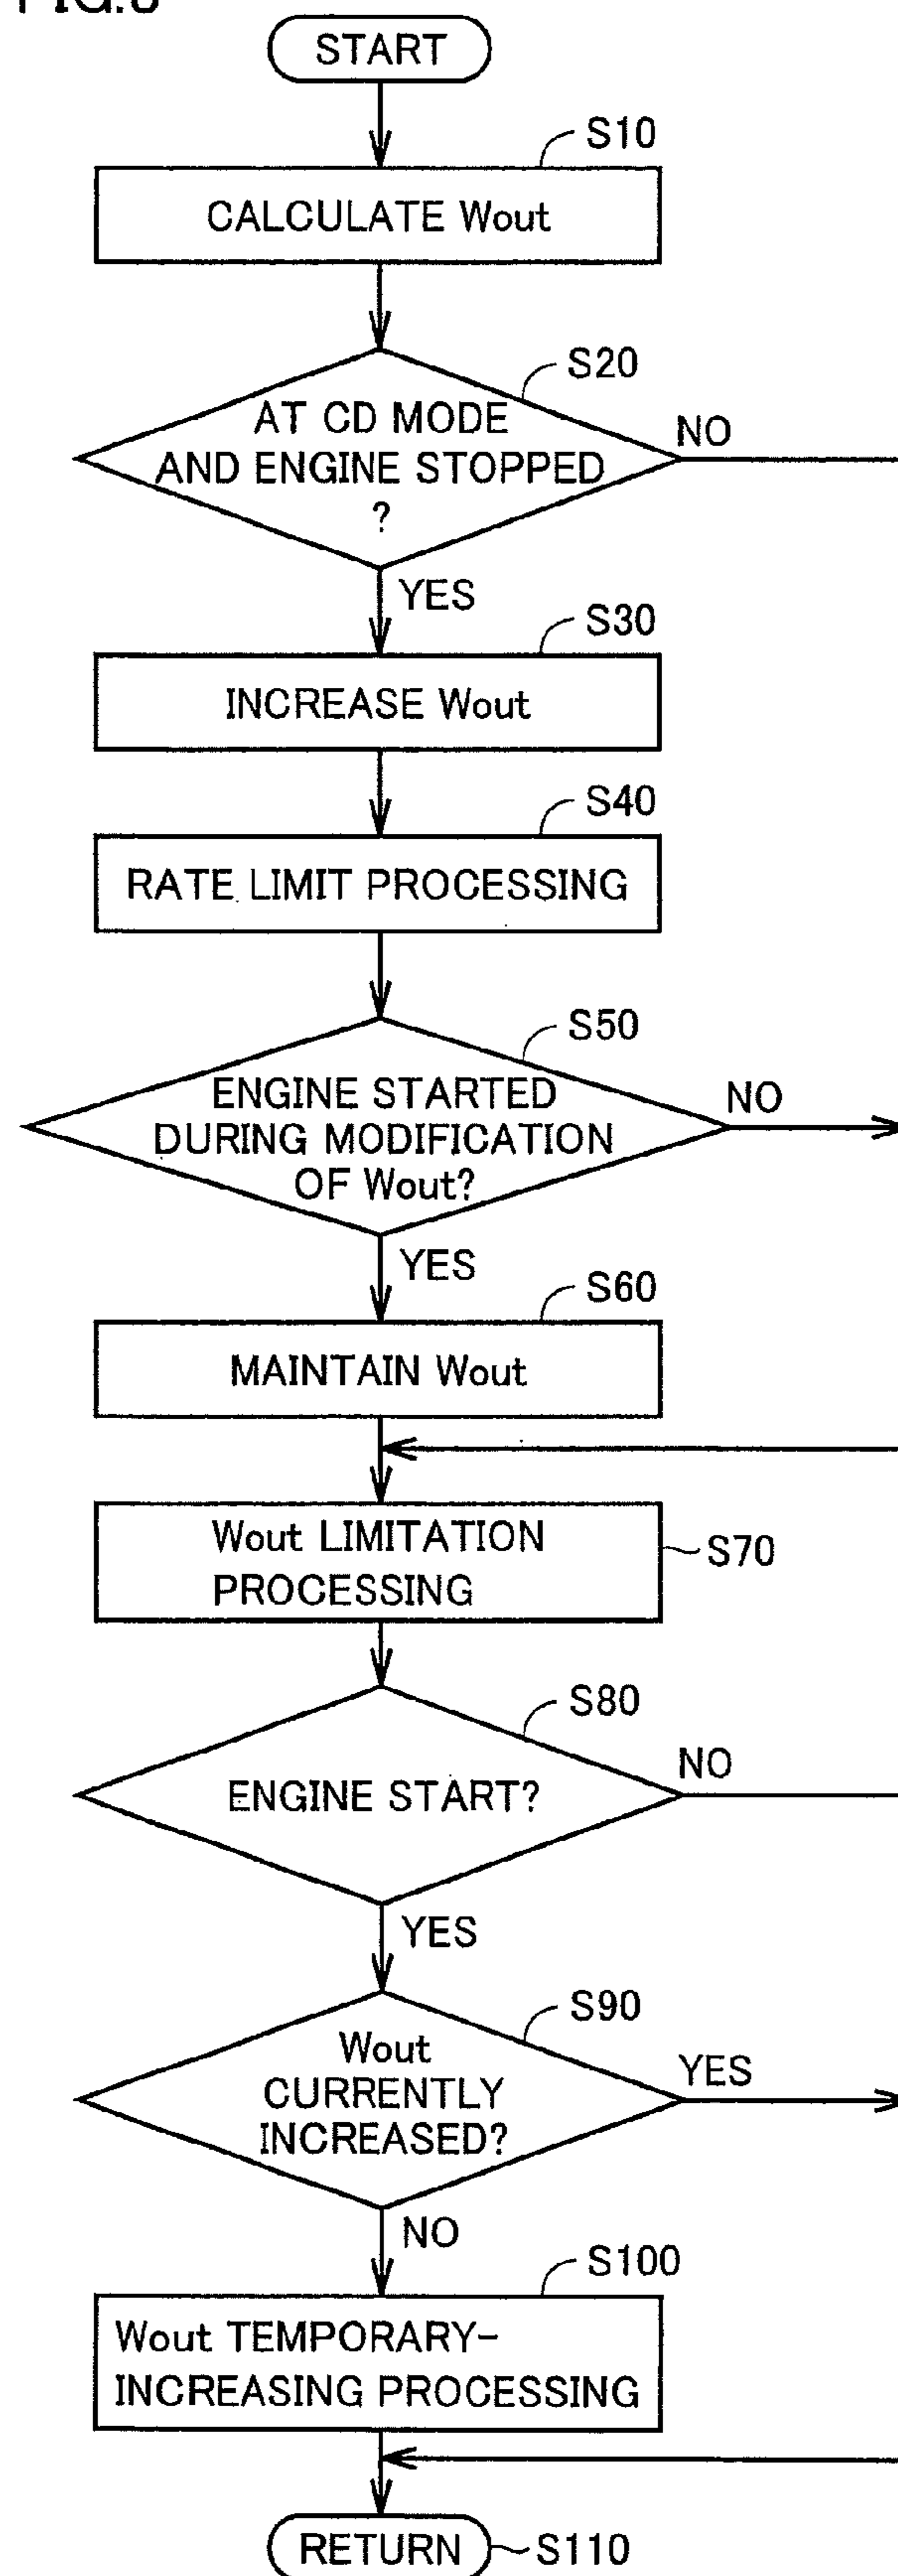 START
S10
CALCULATE Wout
S20
AT CD MODE
AND ENGINE STOPPED
?
NO
YES
S30
INCREASE Wout
S40
RATE LIMIT PROCESSING
S50
ENGINE STARTED
DURING MODIFICATION
OF Wout?
NO
YES
S60
MAINTAIN Wout
Wout LIMITATION
PROCESSING
S70
S80
ENGINE START?
NO
YES
S90
Wout
CURRENTLY
INCREASED?
YES
NO
S100
Wout TEMPORARY-
INCREASING PROCESSING
RETURN
S110